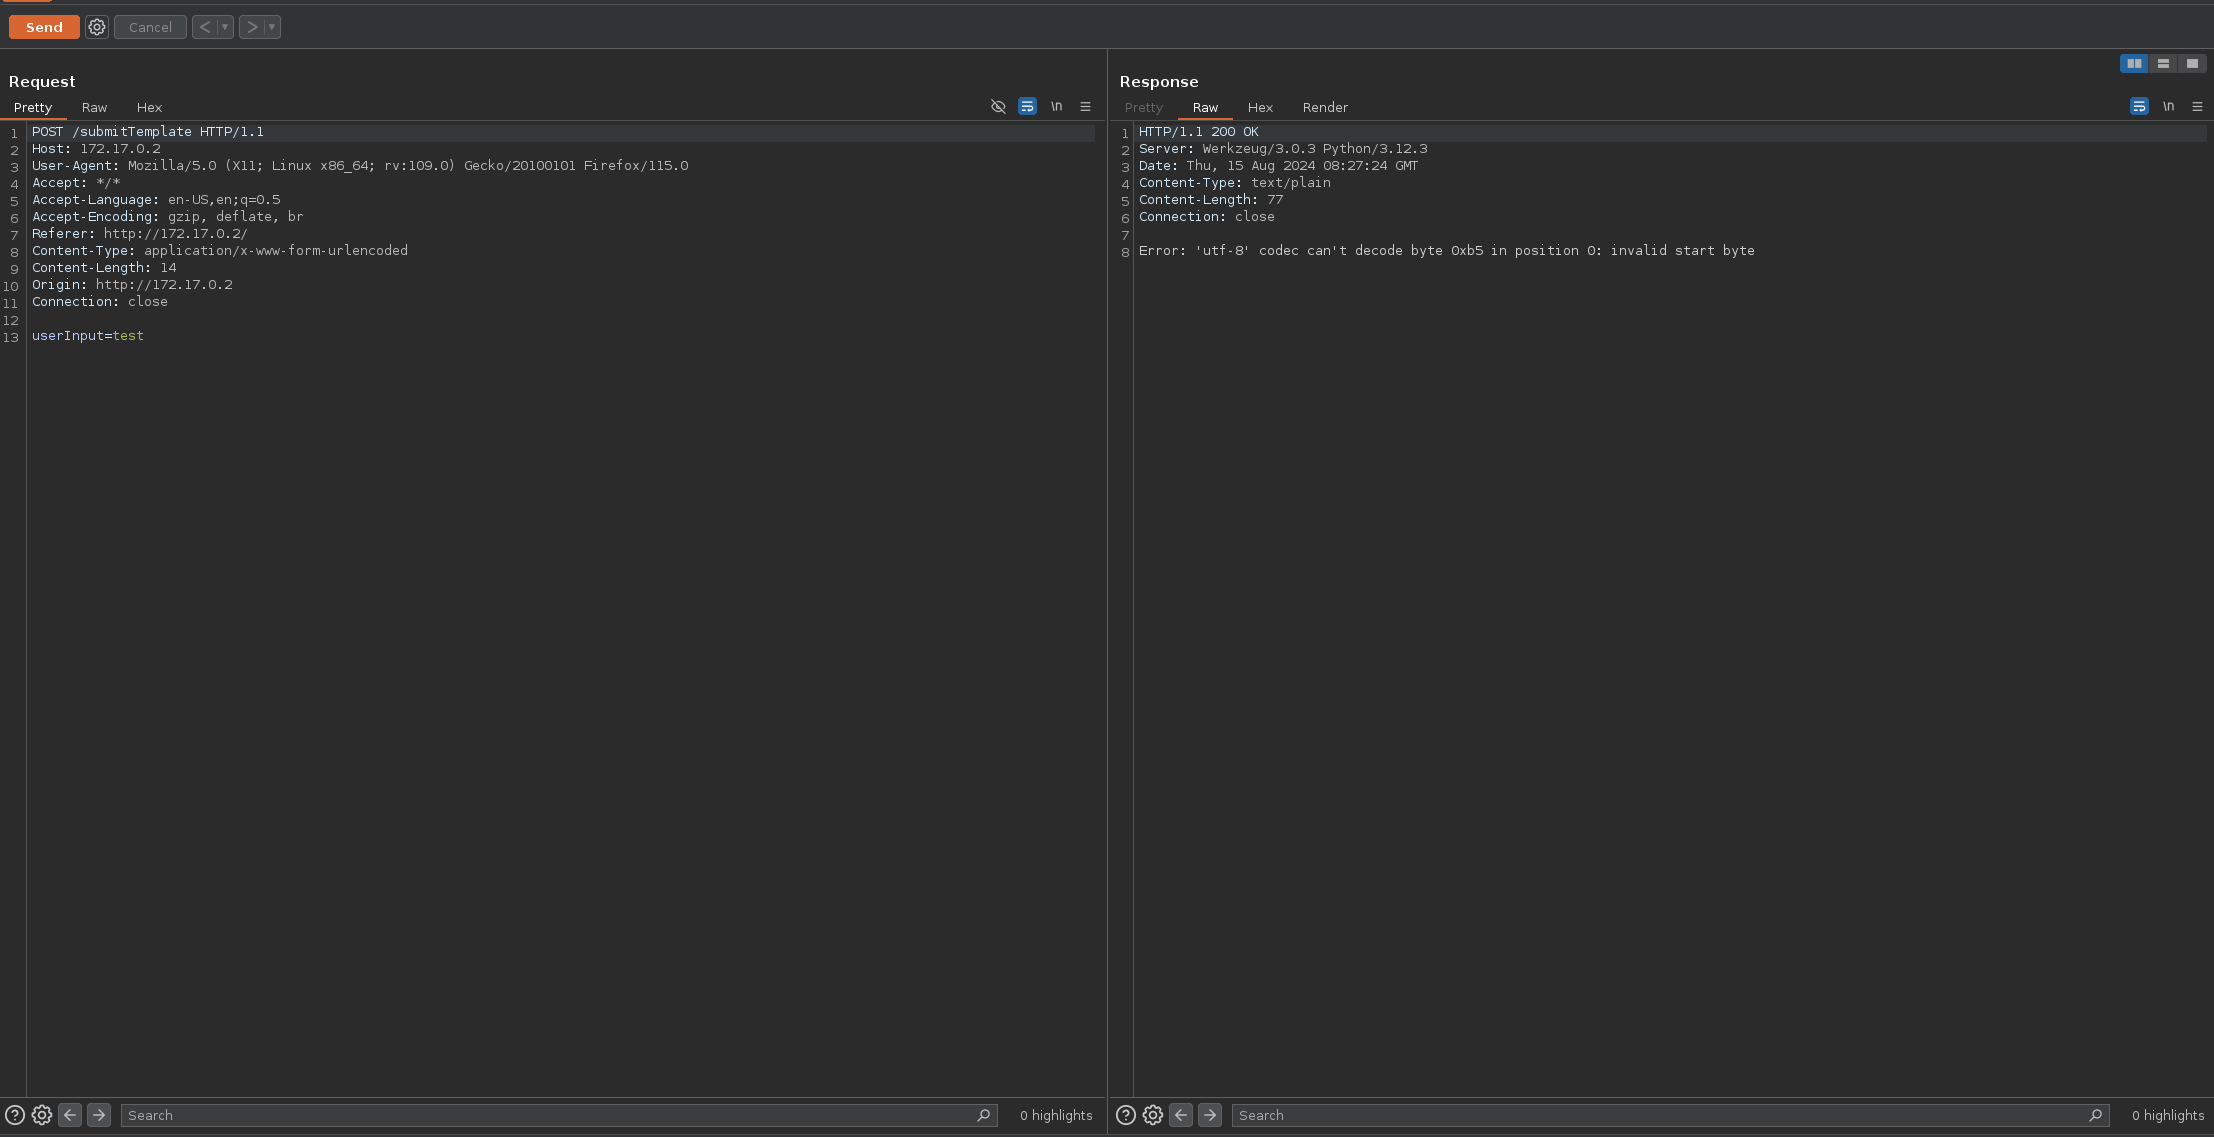 Send Cancel < ▼ > ▼
Request
Pretty Raw Hex \n
1 POST /submitTemplate HTTP/1.1
2 Host: 172.17.0.2
3 User-Agent: Mozilla/5.0 (X11; Linux x86_64; rv:109.0) Gecko/20100101 Firefox/115.0
4 Accept: */*
5 Accept-Language: en-US,en;q=0.5
6 Accept-Encoding: gzip, deflate, br
7 Referer: http://172.17.0.2/
8 Content-Type: application/x-www-form-urlencoded
9 Content-Length: 14
10 Origin: http://172.17.0.2
11 Connection: close
12
13 userInput=test
Search 0 highlights
Response
Pretty Raw Hex Render \n
1 HTTP/1.1 200 OK
2 Server: Werkzeug/3.0.3 Python/3.12.3
3 Date: Thu, 15 Aug 2024 08:27:24 GMT
4 Content-Type: text/plain
5 Content-Length: 77
6 Connection: close
7
8 Error: 'utf-8' codec can't decode byte 0xb5 in position 0: invalid start byte
Search 0 highlights